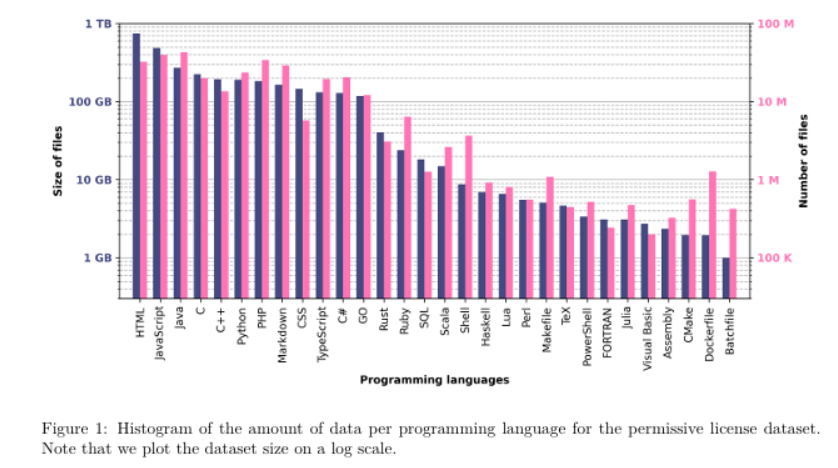 1 TB
100 GB
10 GB
1 GB
Size of files
100 M
10 M
1 M
100 K
Number of files
HTML
JavaScript
Java
C
C++
Python
PHP
Markdown
CSS
TypeScript
C#
GO
Rust
Ruby
SQL
Scala
Shell
Haskell
Lua
Perl
Makefile
TeX
PowerShell
FORTRAN
Julia
Visual Basic
Assembly
CMake
Dockerfile
Batchfile
Programming languages
Figure 1: Histogram of the amount of data per programming language for the permissive license dataset.
Note that we plot the dataset size on a log scale.